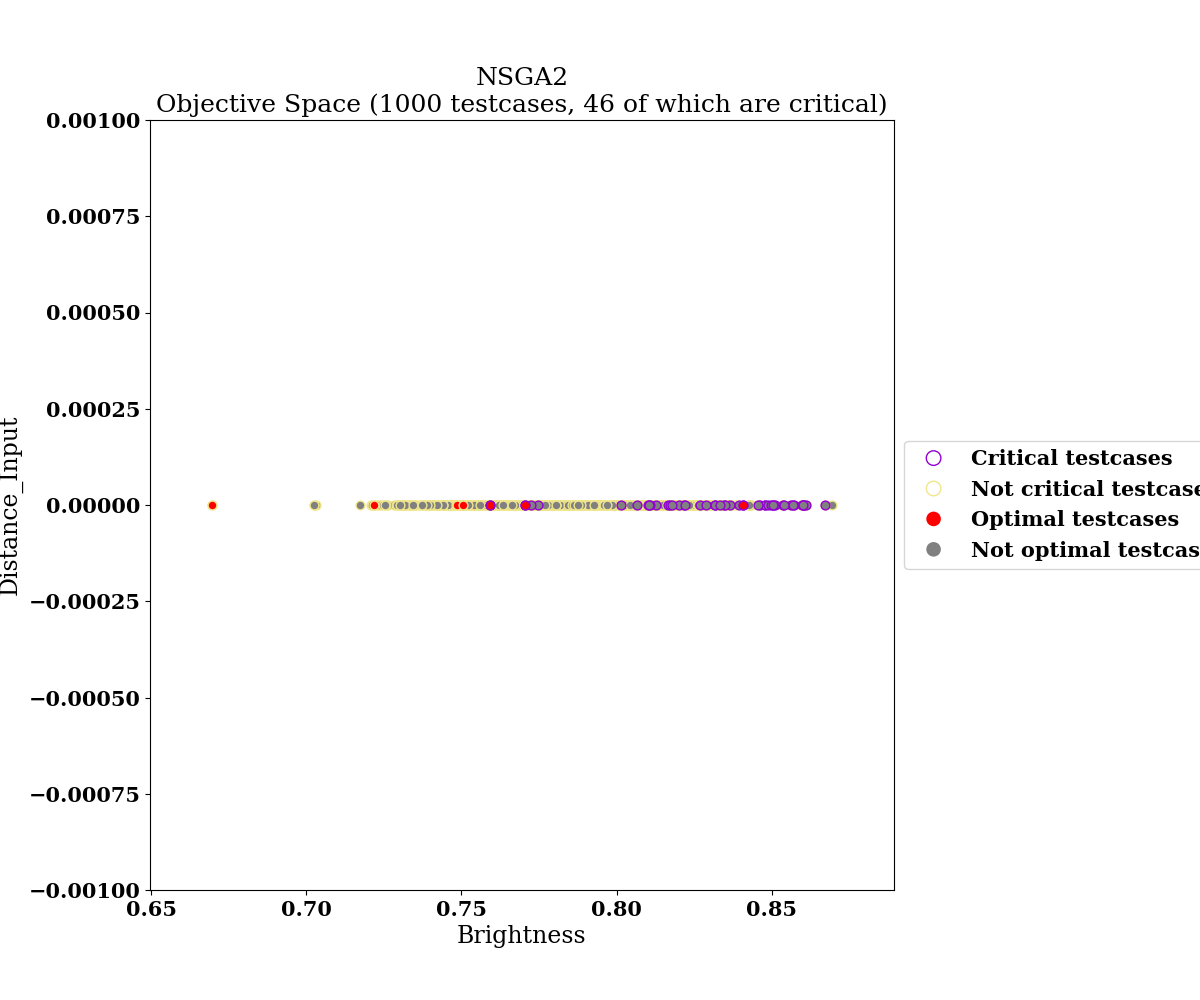 NSGA2
Objective Space (1000 testcases, 46 of which are critical)
0.00100
0.00075
0.00050
0.00025
0.00000
−0.00025
−0.00050
−0.00075
−0.00100
Distance_Input
0.65 0.70 0.75 0.80 0.85
Brightness
Critical testcases
Not critical testcase
Optimal testcases
Not optimal testcas